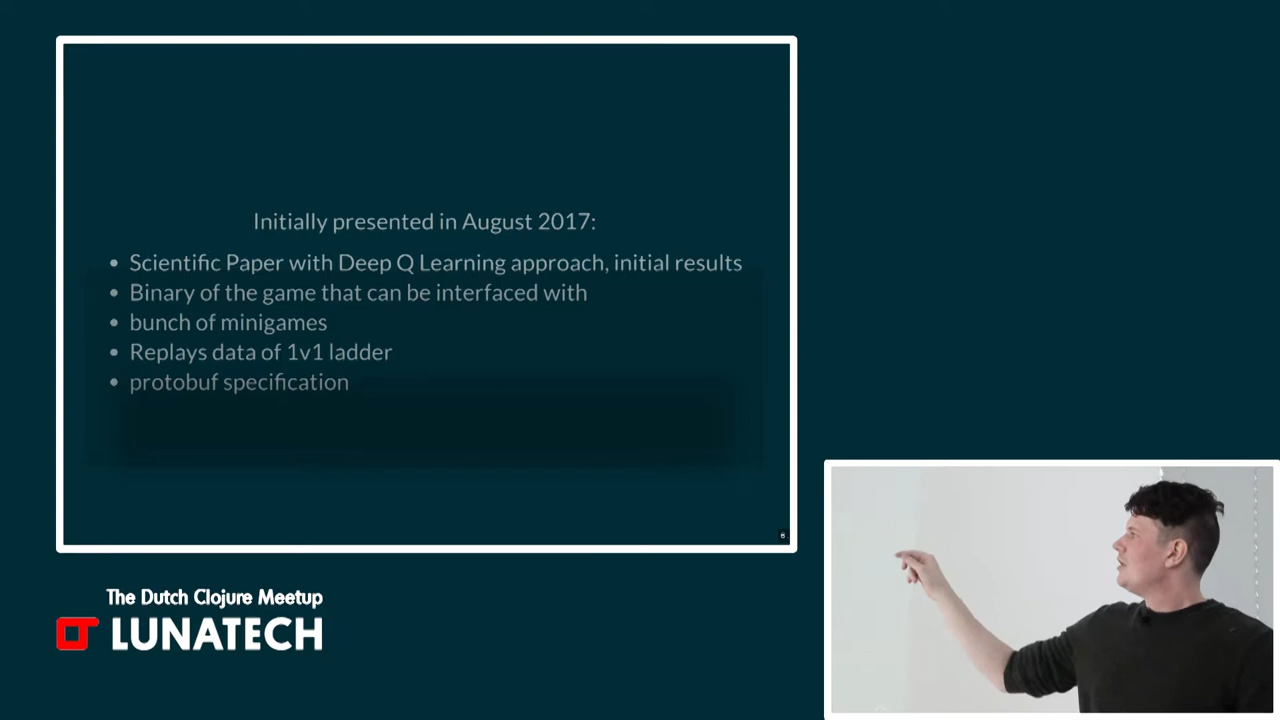 Initially presented in August 2017:
• Scientific Paper with Deep Q Learning approach, initial results
• Binary of the game that can be interfaced with
• bunch of minigames
• Replays data of 1v1 ladder
• protobuf specification
6
The Dutch Clojure Meetup
LUNATECH